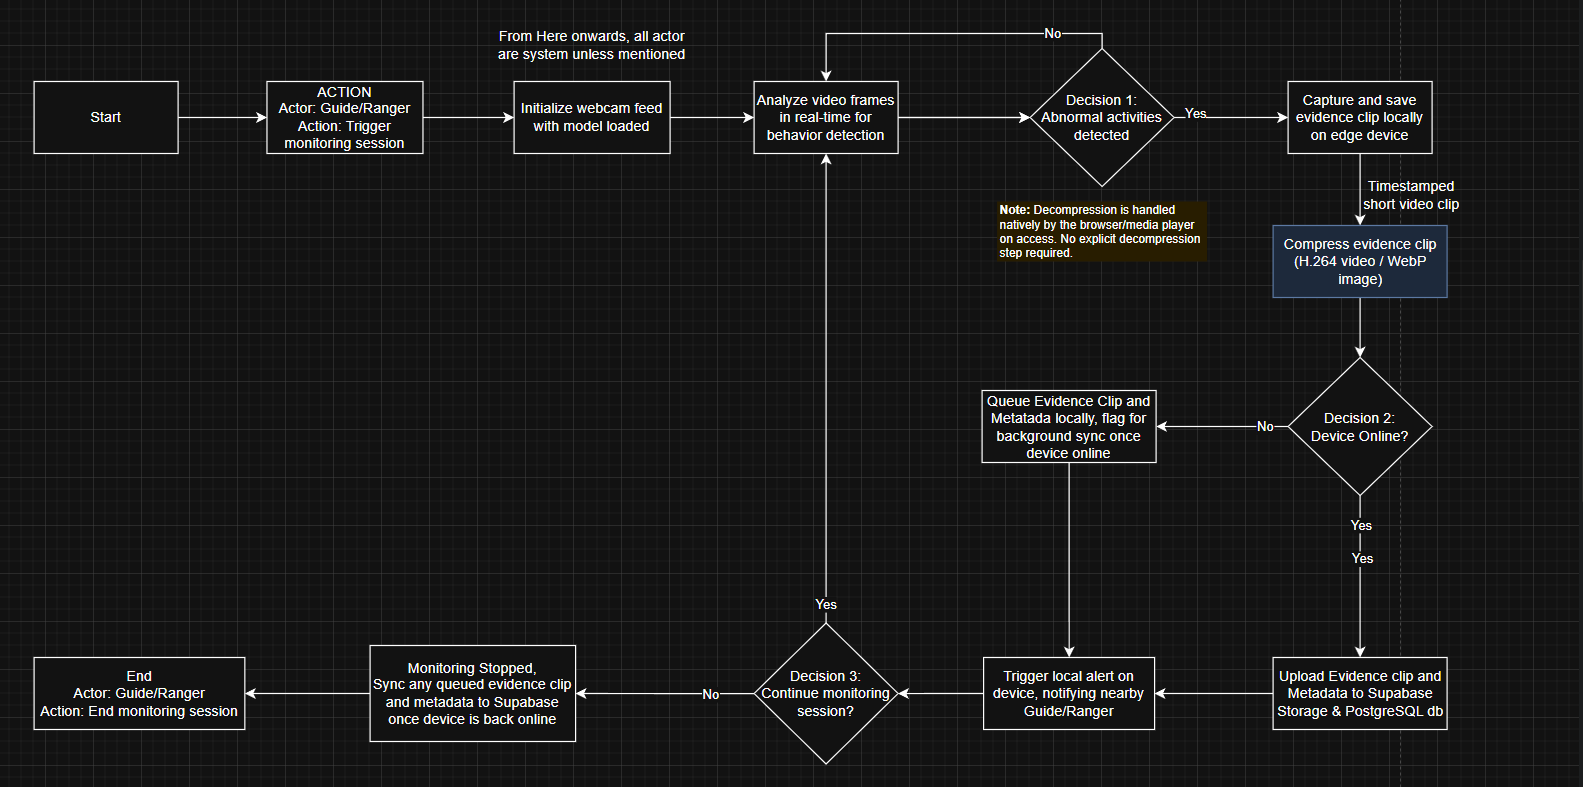 From Here onwards, all actor
are system unless mentioned
No
Start
ACTION
Actor: Guide/Ranger
Action: Trigger
monitoring session
Initialize webcam feed
with model loaded
Analyze video frames
in real-time for
behavior detection
Decision 1:
Abnormal activities
detected
Yes
Capture and save
evidence clip locally
on edge device
Timestamped
short video clip
Note: Decompression is handled
natively by the browser/media player
on access. No explicit decompression
step required.
Compress evidence clip
(H.264 video / WebP
image)
Queue Evidence Clip and
Metatada locally, flag for
background sync once
device online
No
Decision 2:
Device Online?
Yes
Yes
Yes
End
Actor: Guide/Ranger
Action: End monitoring session
Monitoring Stopped,
Sync any queued evidence clip
and metadata to Supabase
once device is back online
No
Decision 3:
Continue monitoring
session?
Trigger local alert on
device, notifying nearby
Guide/Ranger
Upload Evidence clip and
Metadata to Supabase
Storage & PostgreSQL db